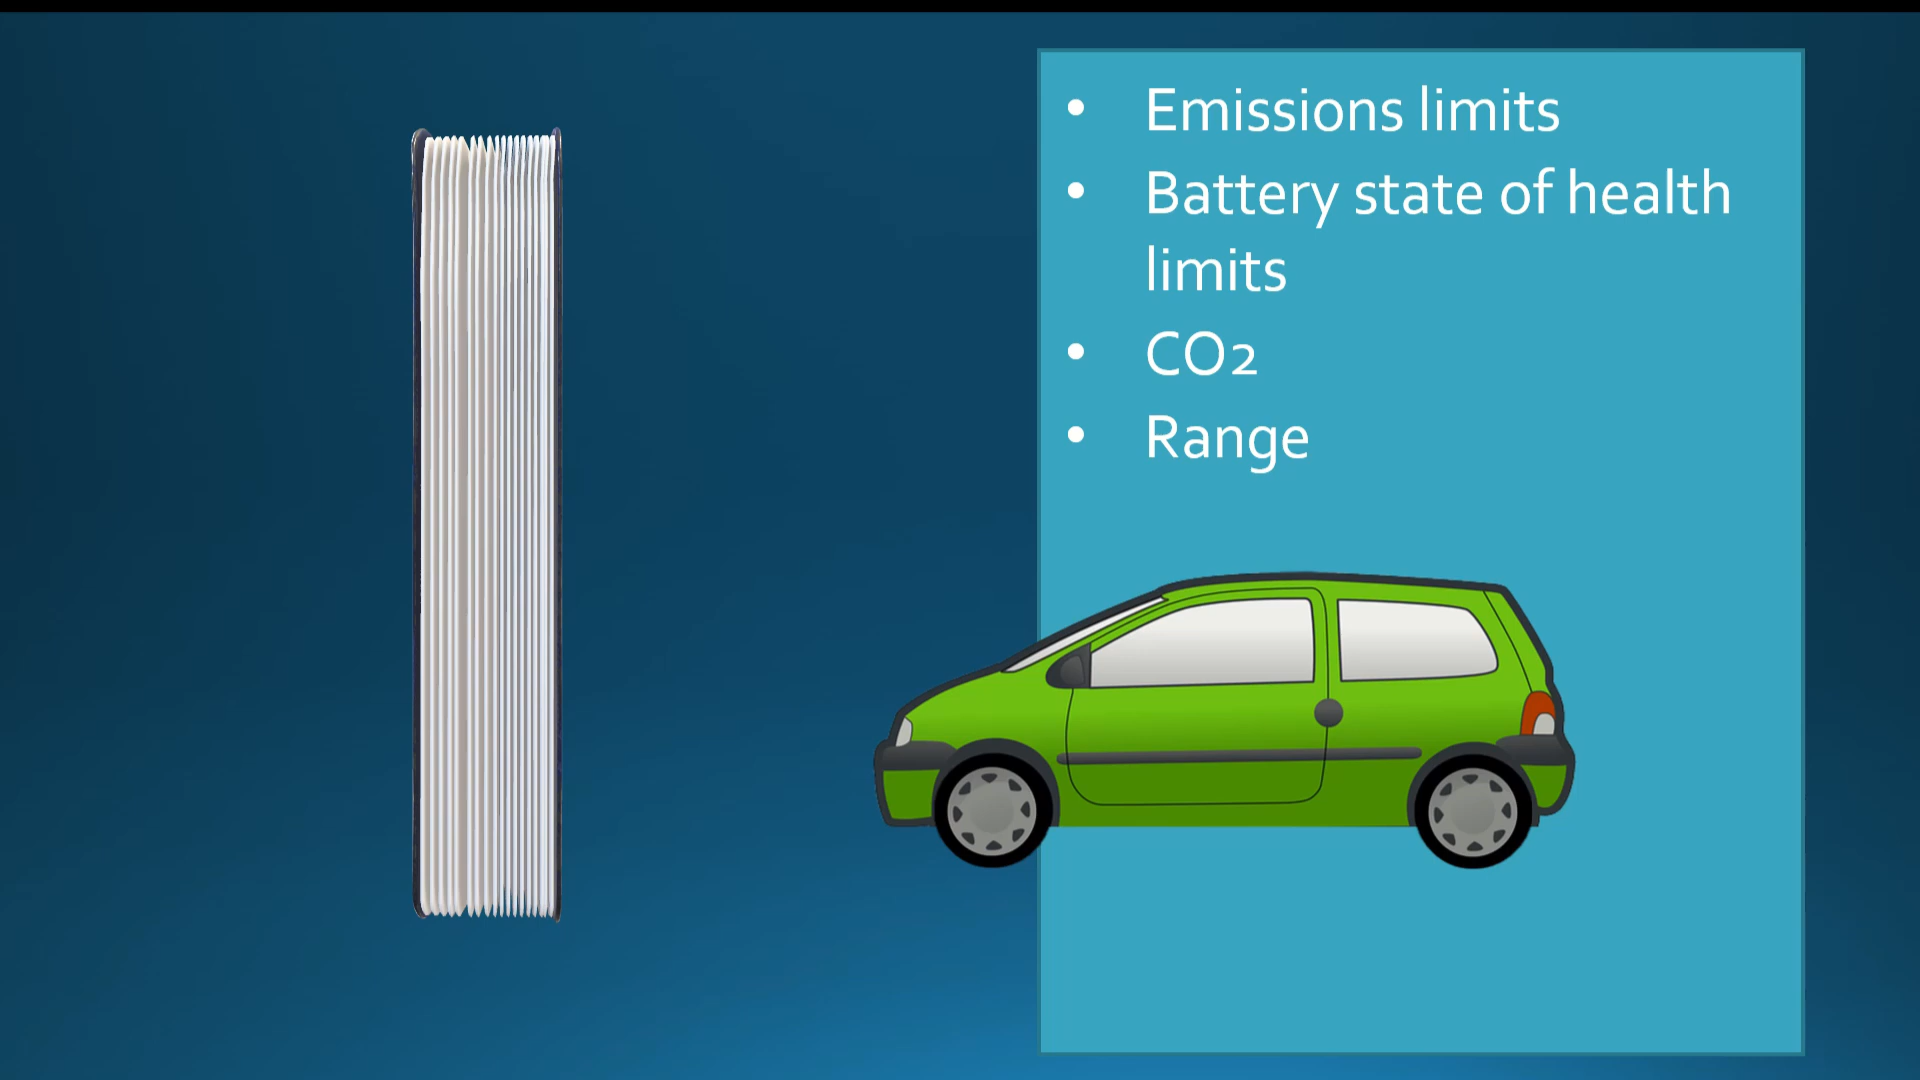 • Emissions limits
• Battery state of health
limits
• CO2
• Range